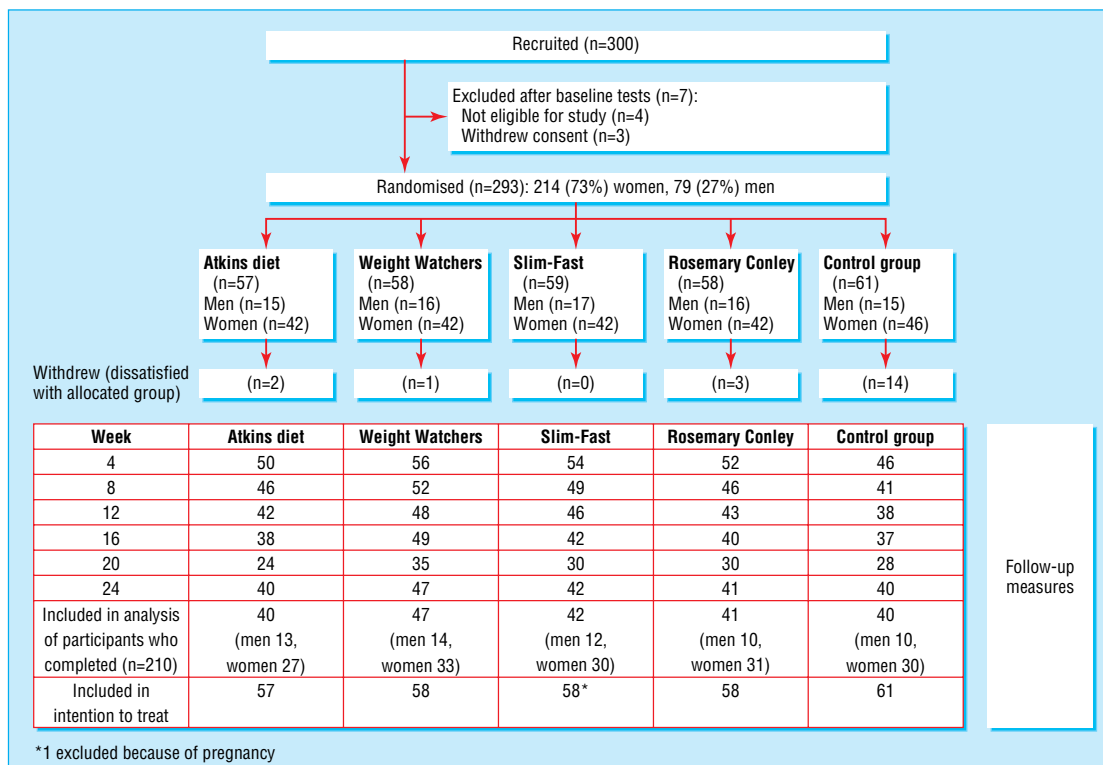 Recruited (n=300)
Excluded after baseline tests (n=7):
Not eligible for study (n=4)
Withdrew consent (n=3)
Randomised (n=293): 214 (73%) women, 79 (27%) men
Atkins diet
(n=57)
Men (n=15)
Women (n=42)
Weight Watchers
(n=58)
Men (n=16)
Women (n=42)
Slim-Fast
(n=59)
Men (n=17)
Women (n=42)
Rosemary Conley
(n=58)
Men (n=16)
Women (n=42)
Control group
(n=61)
Men (n=15)
Women (n=46)
Withdrew (dissatisfied
with allocated group)
(n=2) (n=1) (n=0) (n=3) (n=14)
Week Atkins diet Weight Watchers Slim-Fast Rosemary Conley Control group
4 50 56 54 52 46
8 46 52 49 46 41
12 42 48 46 43 38
16 38 49 42 40 37
20 24 35 30 30 28
24 40 47 42 41 40
Included in analysis 40 47 42 41 40
of participants who (men 13, (men 14, (men 12, (men 10, (men 10,
completed (n=210) women 27) women 33) women 30) women 31) women 30)
Included in 57 58 58* 58 61
intention to treat
Follow-up
measures
*1 excluded because of pregnancy